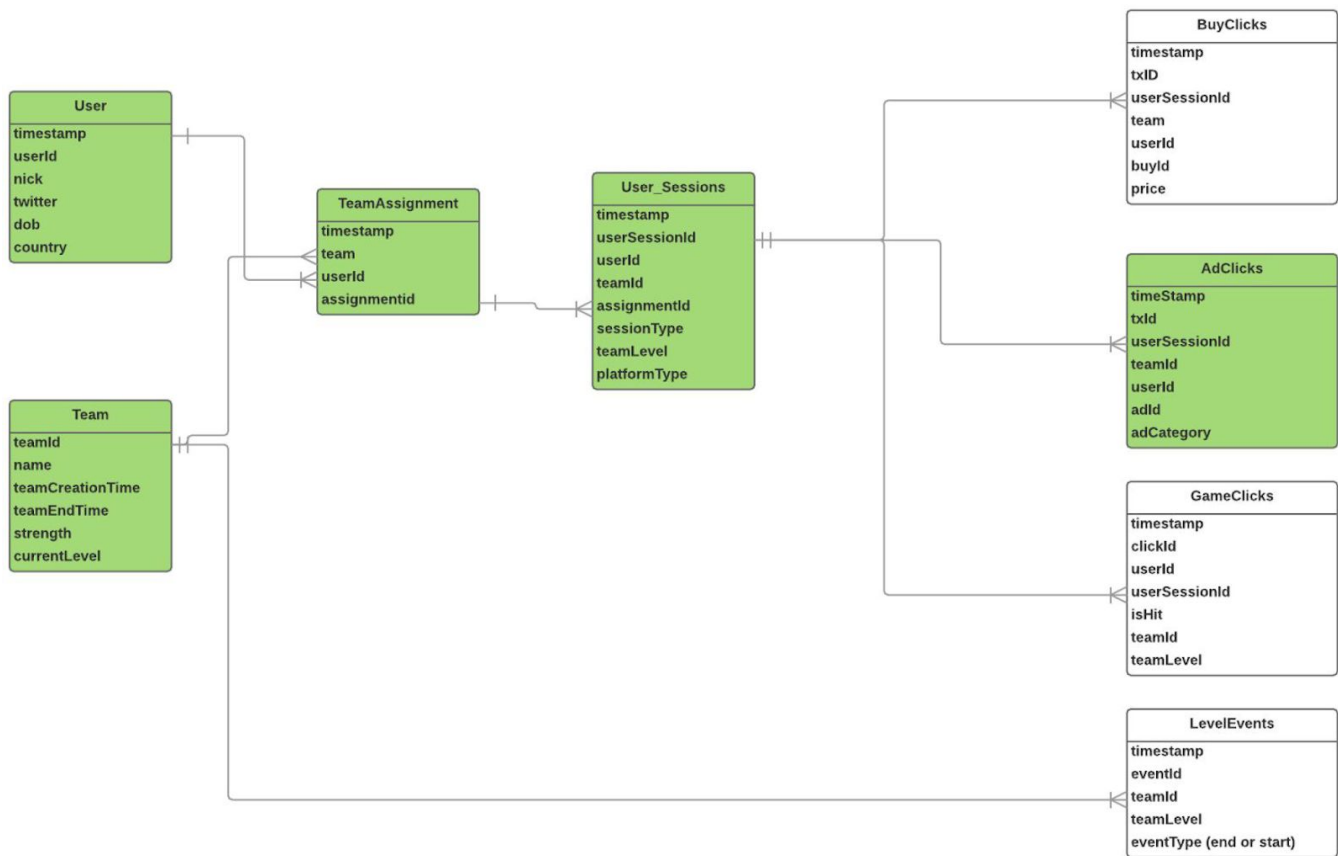 User
timestamp
userId
nick
twitter
dob
country
Team
teamId
name
teamCreationTime
teamEndTime
strength
currentLevel
TeamAssignment
timestamp
team
userId
assignmentid
User_Sessions
timestamp
userSessionId
userId
teamId
assignmentId
sessionType
teamLevel
platformType
BuyClicks
timestamp
txID
userSessionId
team
userId
buyId
price
AdClicks
timeStamp
txId
userSessionId
teamId
userId
adId
adCategory
GameClicks
timestamp
clickId
userId
userSessionId
isHit
teamId
teamLevel
LevelEvents
timestamp
eventId
teamId
teamLevel
eventType (end or start)